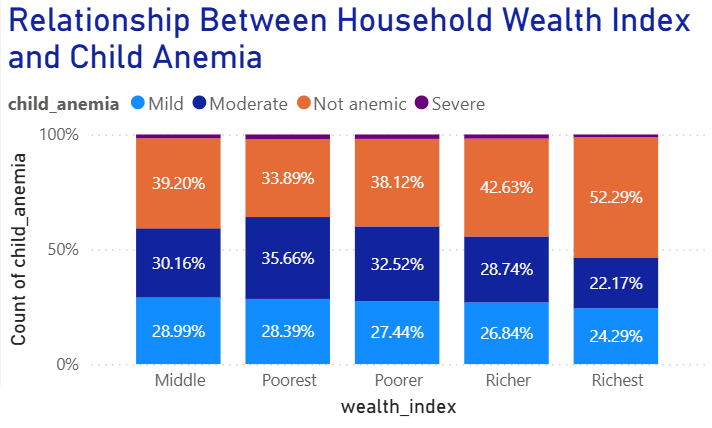 Relationship Between Household Wealth Index
and Child Anemia
child_anemia Mild Moderate Not anemic Severe
Count of child_anemia
100%
50%
0%
39.20% 33.89% 38.12% 42.63% 52.29%
30.16% 35.66% 32.52% 28.74% 22.17%
28.99% 28.39% 27.44% 26.84% 24.29%
Middle Poorest Poorer Richer Richest
wealth_index